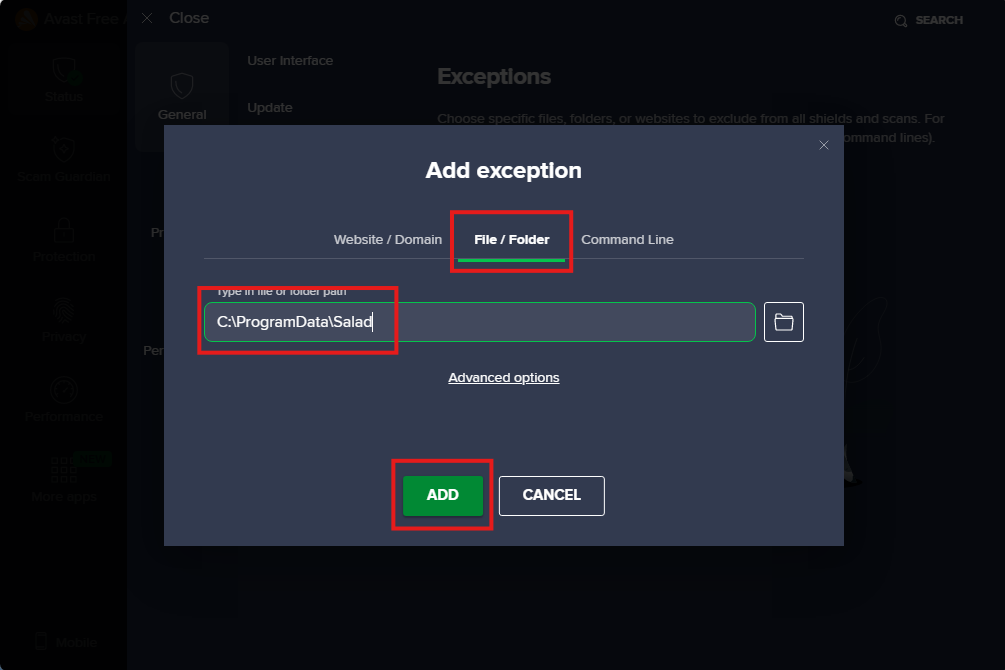 Avast Free A
Close
SEARCH
Status
General
User Interface
Update
Exceptions
Choose specific files, folders, or websites to exclude from all shields and scans. For
ommand lines).
Scam Guardian
Pr
Protection
Privacy
Per
Performance
More apps
Mobile
Add exception
Website / Domain
File / Folder
Command Line
Type in file or folder path
C:\ProgramData\Salad
Advanced options
ADD
CANCEL